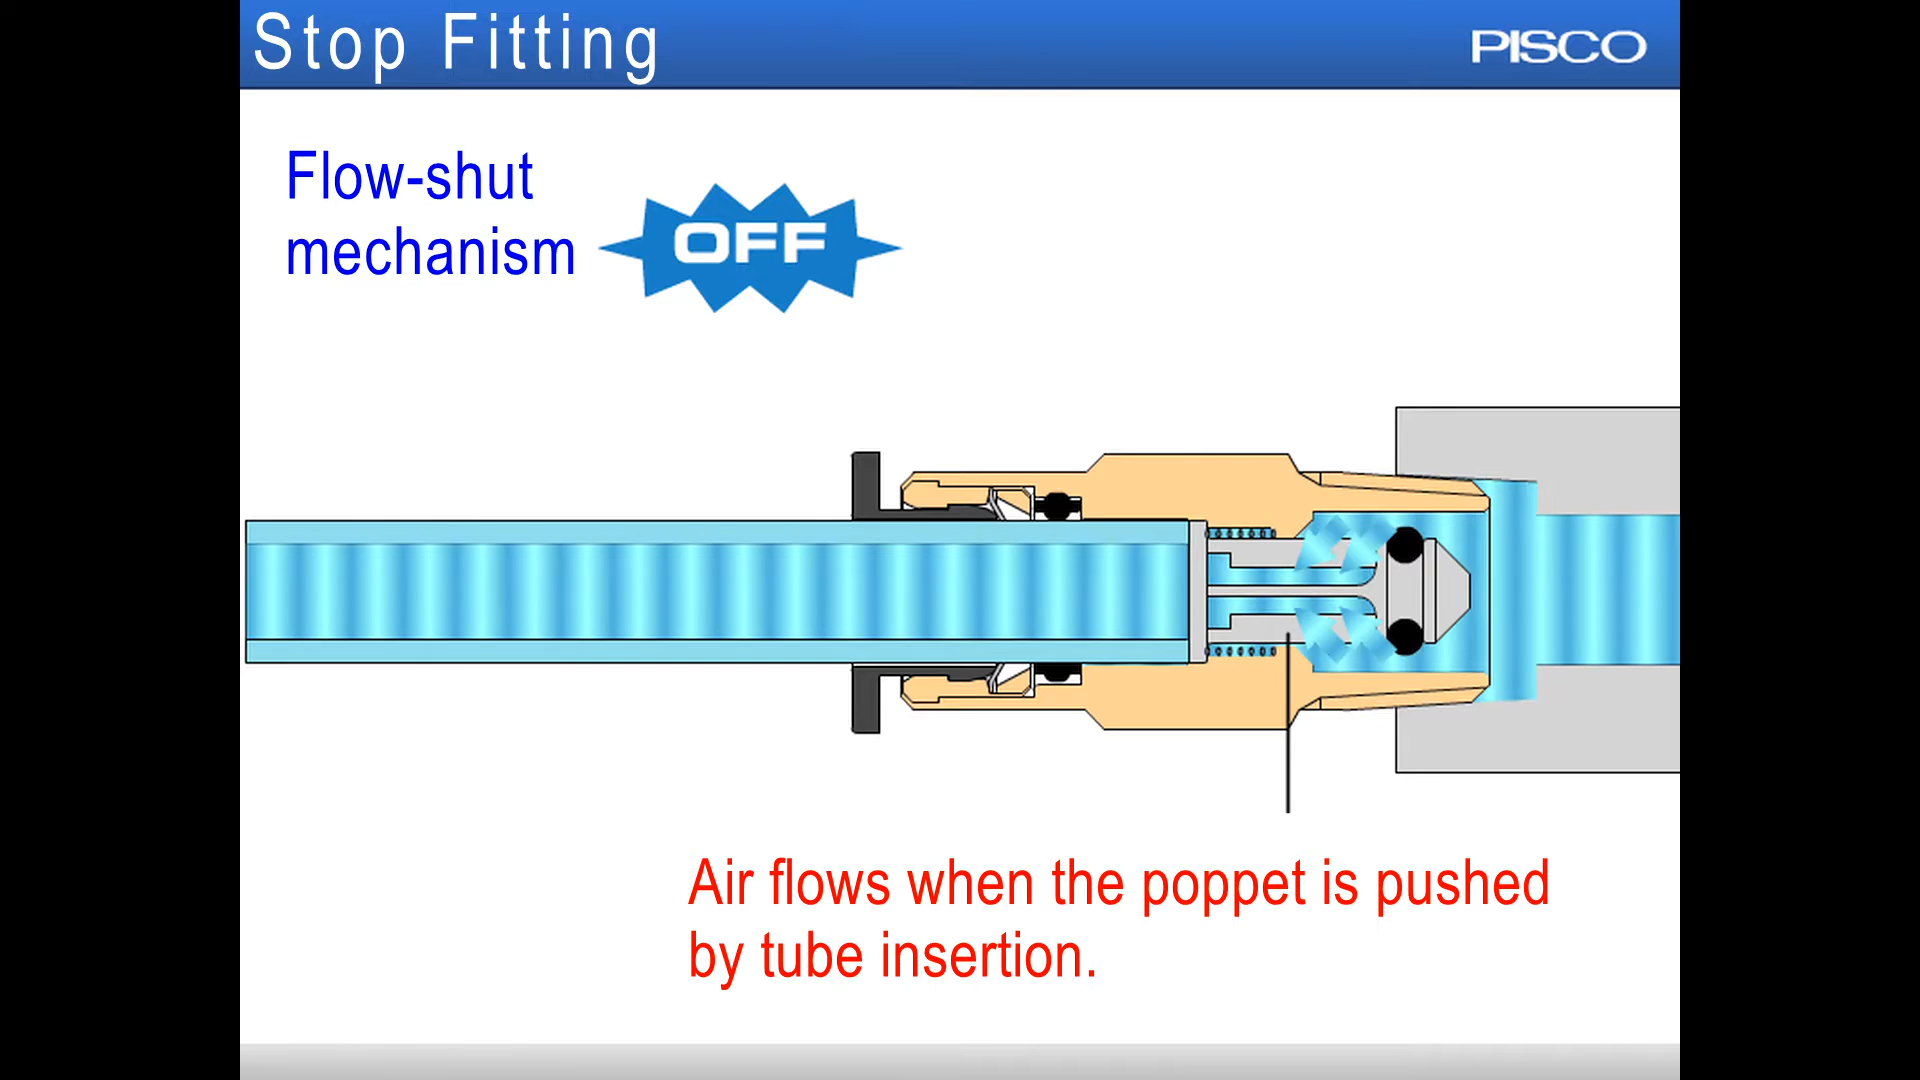 Stop Fitting
PISCO
Flow-shut
mechanism
OFF
Air flows when the poppet is pushed
by tube insertion.